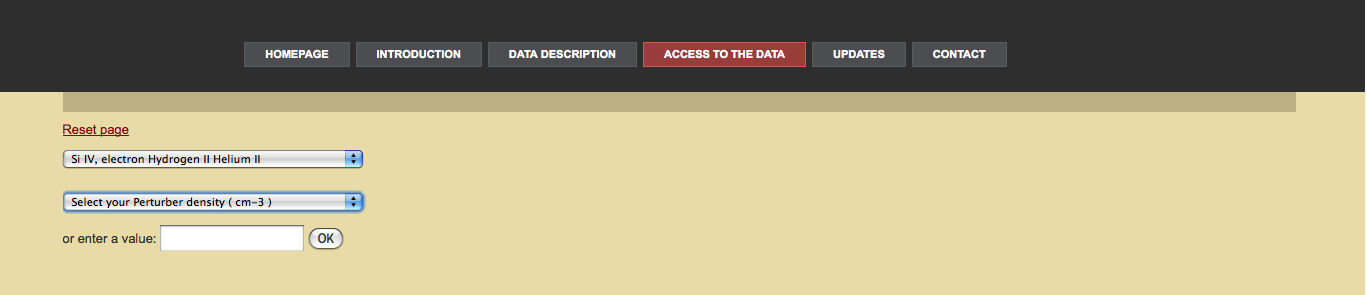 HOMEPAGE INTRODUCTION DATA DESCRIPTION ACCESS TO THE DATA UPDATES CONTACT
Reset page
Si IV, electron Hydrogen II Helium II
Select your Perturber density ( cm-3 )
or enter a value: OK